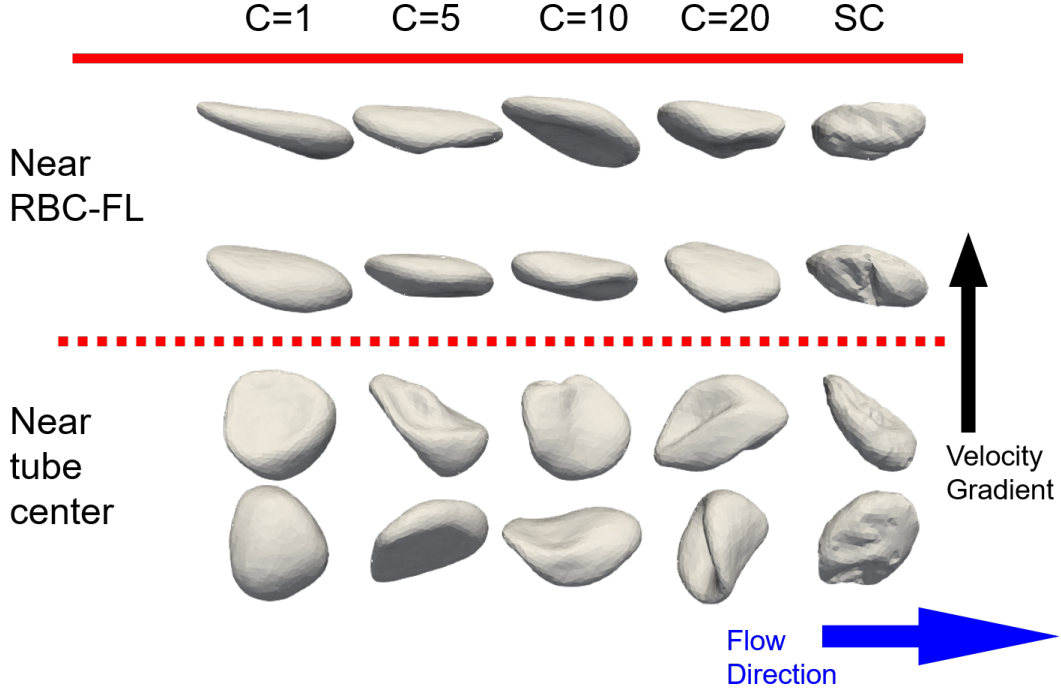 C=1 C=5 C=10 C=20 SC
Near
RBC-FL
Near
tube
center
Velocity
Gradient
Flow
Direction